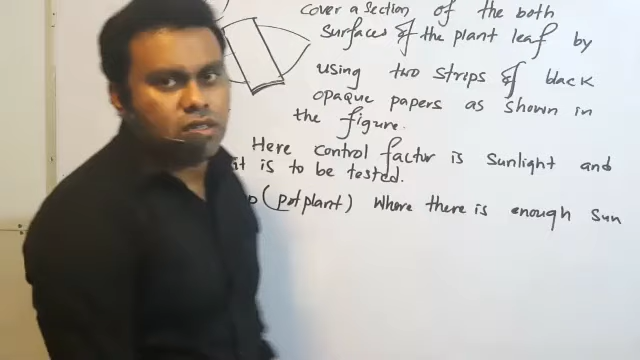 cover a section of the both
surfaces of the plant leaf by
using two strips of black
opaque papers as shown in
the figure.
Here control factor is sunlight and
it is to be tested.
(pot plant) where there is enough sun